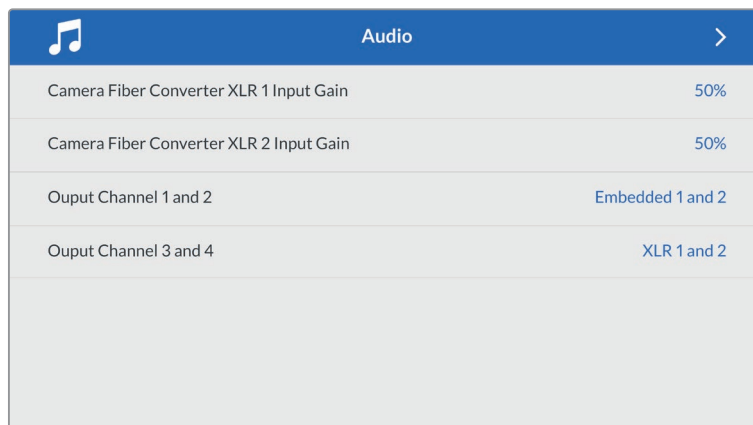 Audio
Camera Fiber Converter XLR 1 Input Gain 50%
Camera Fiber Converter XLR 2 Input Gain 50%
Ouput Channel 1 and 2 Embedded 1 and 2
Ouput Channel 3 and 4 XLR 1 and 2